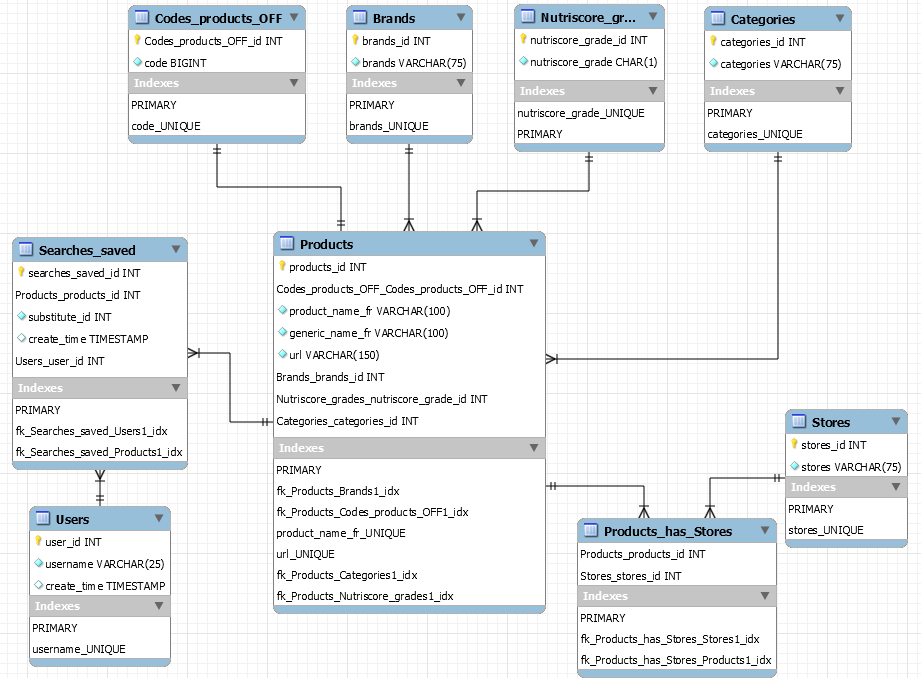 Codes_products_OFF
Codes_products_OFF_id INT
code BIGINT
Indexes
PRIMARY
code_UNIQUE
Brands
brands_id INT
brands VARCHAR(75)
Indexes
PRIMARY
brands_UNIQUE
Nutriscore_gr...
nutriscore_grade_id INT
nutriscore_grade CHAR(1)
Indexes
nutriscore_grade_UNIQUE
PRIMARY
Categories
categories_id INT
categories VARCHAR(75)
Indexes
PRIMARY
categories_UNIQUE
Searches_saved
searches_saved_id INT
Products_products_id INT
substitute_id INT
create_time TIMESTAMP
Users_user_id INT
Indexes
PRIMARY
fk_Searches_saved_Users1_idx
fk_Searches_saved_Products1_idx
Products
products_id INT
Codes_products_OFF_Codes_products_OFF_id INT
product_name_fr VARCHAR(100)
generic_name_fr VARCHAR(100)
url VARCHAR(150)
Brands_brands_id INT
Nutriscore_grades_nutriscore_grade_id INT
Categories_categories_id INT
Indexes
PRIMARY
fk_Products_Brands1_idx
fk_Products_Codes_products_OFF1_idx
product_name_fr_UNIQUE
url_UNIQUE
fk_Products_Categories1_idx
fk_Products_Nutriscore_grades1_idx
Stores
stores_id INT
stores VARCHAR(75)
Indexes
PRIMARY
stores_UNIQUE
Users
user_id INT
username VARCHAR(25)
create_time TIMESTAMP
Indexes
PRIMARY
username_UNIQUE
Products_has_Stores
Products_products_id INT
Stores_stores_id INT
Indexes
PRIMARY
fk_Products_has_Stores_Stores1_idx
fk_Products_has_Stores_Products1_idx